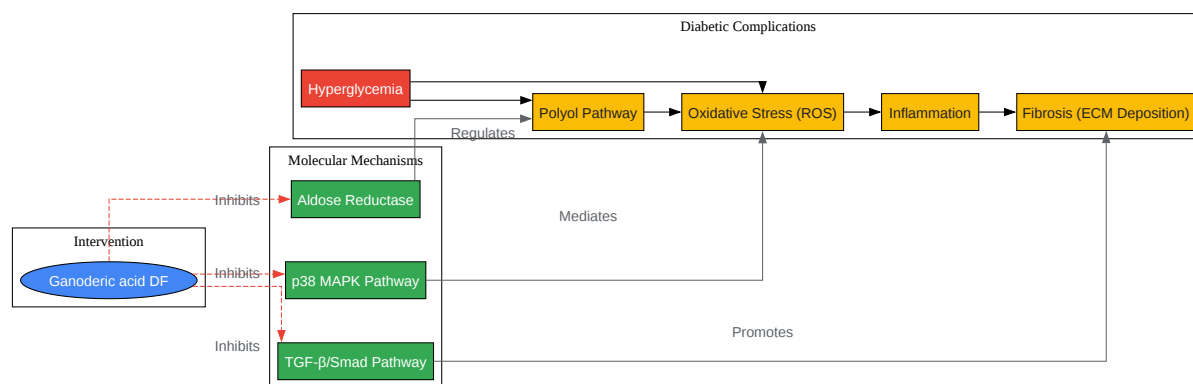 Diabetic Complications
Hyperglycemia
Polyol Pathway
Oxidative Stress (ROS)
Inflammation
Fibrosis (ECM Deposition)
Regulates
Molecular Mechanisms
Inhibits
Aldose Reductase
Mediates
Intervention
Ganoderic acid DF
Inhibits
p38 MAPK Pathway
Promotes
Inhibits
TGF-β/Smad Pathway